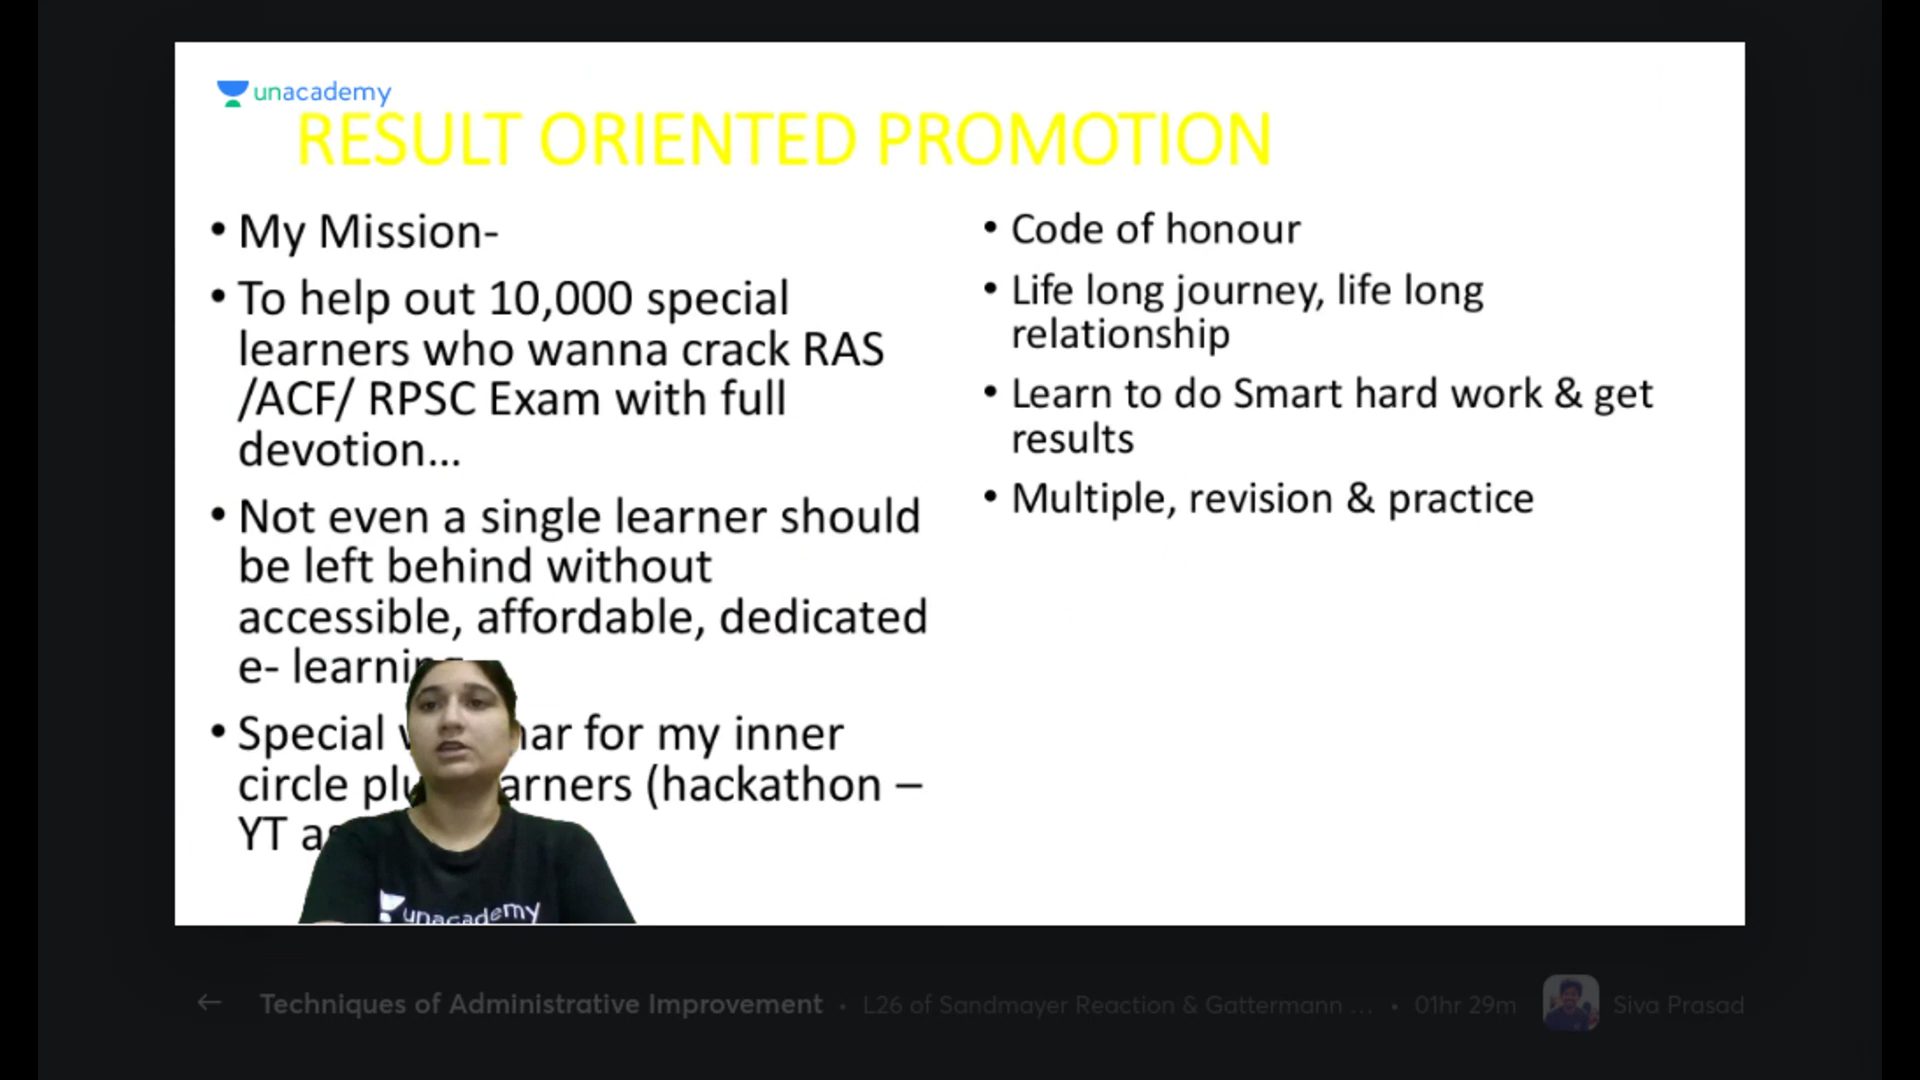 unacademy
RESULT ORIENTED PROMOTION
• My Mission-
• To help out 10,000 special
learners who wanna crack RAS
/ACF/ RPSC Exam with full
devotion...
• Not even a single learner should
be left behind without
accessible, affordable, dedicated
e- learning
• Special for my inner
circle (hackathon –
YT
• Code of honour
• Life long journey, life long
relationship
• Learn to do Smart hard work & get
results
• Multiple, revision & practice
unacademy
← Techniques of Administrative Improvement • L26 of Sandmayer Reaction & Gattermann ... • 01hr 29m Siva Prasad